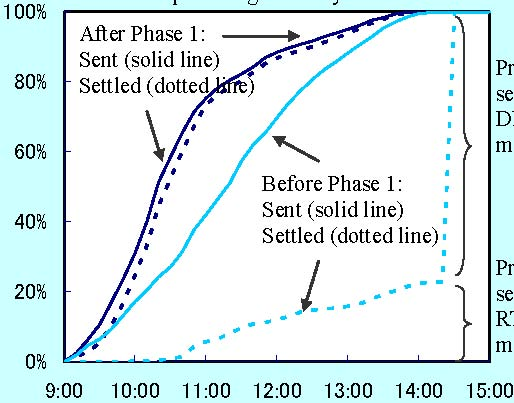 100%
80%
60%
40%
20%
0%
After Phase 1:
Sent (solid line)
Settled (dotted line)
Before Phase 1:
Sent (solid line)
Settled (dotted line)
9:00 10:00 11:00 12:00 13:00 14:00 15:00